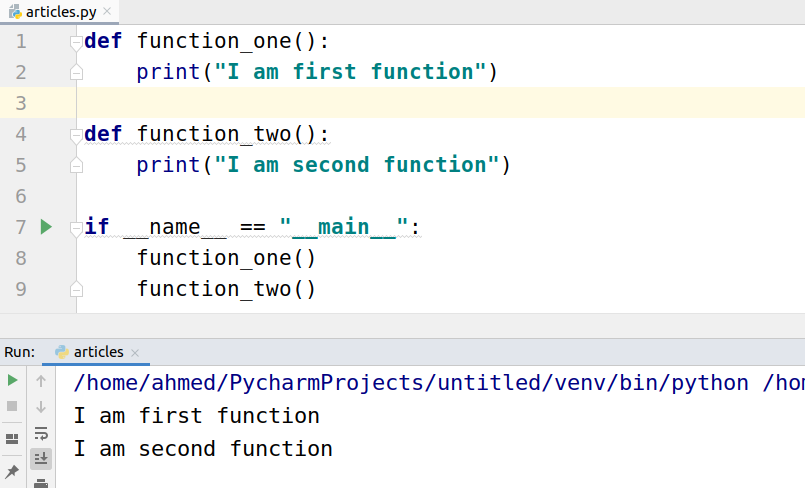 articles.py
1 def function_one():
2     print("I am first function")
3
4 def function_two():
5     print("I am second function")
6
7 if __name__ == "__main__":
8     function_one()
9     function_two()
Run: articles
/home/ahmed/PycharmProjects/untitled/venv/bin/python /hom
I am first function
I am second function